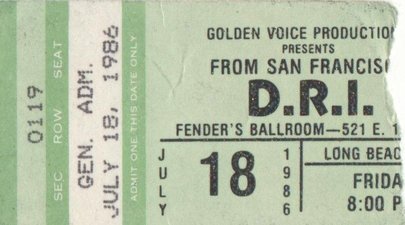 0119
SEC ROW SEAT
GEN. ADM.
JULY 18, 1986
ADMIT ONE THIS DATE ONLY
GOLDEN VOICE PRODUCTION
PRESENTS
FROM SAN FRANCISC
D.R.I.
FENDER'S BALLROOM—521 E. 1
JULY
18
1986
LONG BEAC
FRIDA
8:00 P